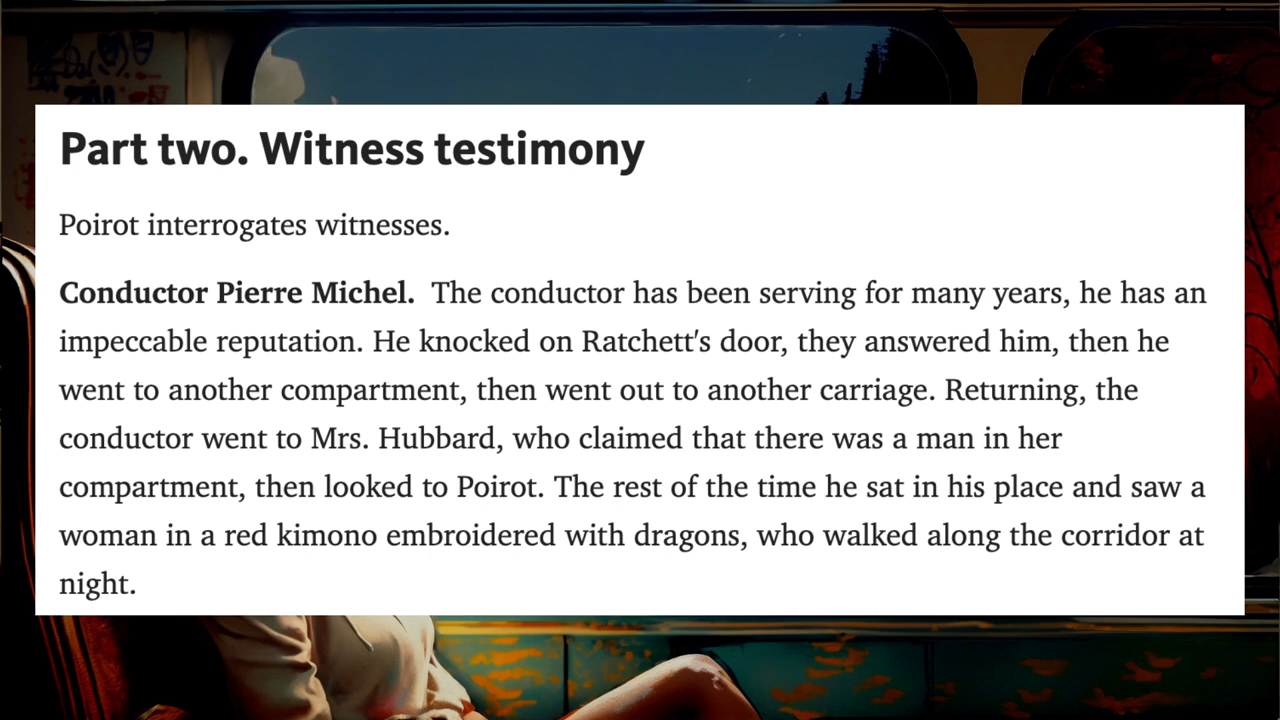 Part two. Witness testimony
Poirot interrogates witnesses.
Conductor Pierre Michel. The conductor has been serving for many years, he has an
impeccable reputation. He knocked on Ratchett's door, they answered him, then he
went to another compartment, then went out to another carriage. Returning, the
conductor went to Mrs. Hubbard, who claimed that there was a man in her
compartment, then looked to Poirot. The rest of the time he sat in his place and saw a
woman in a red kimono embroidered with dragons, who walked along the corridor at
night.